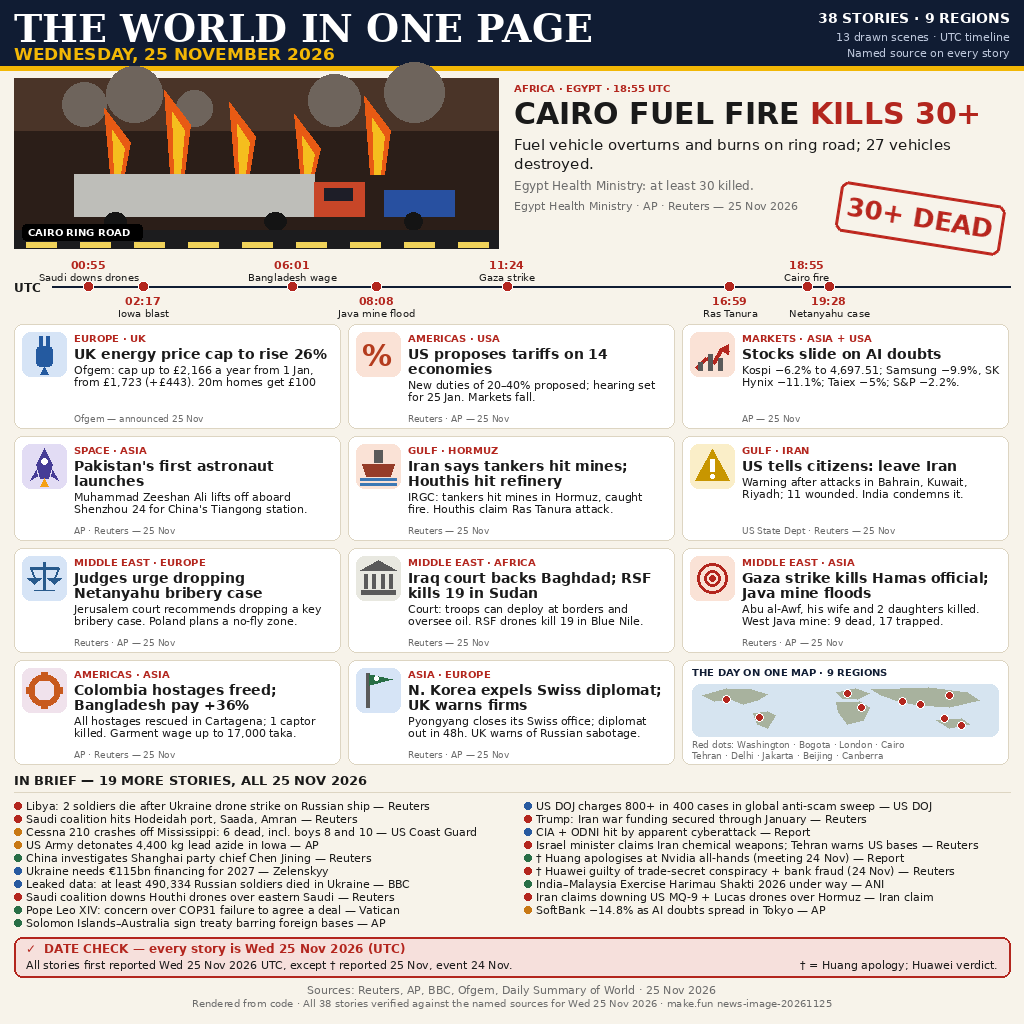 THE WORLD IN ONE PAGE
WEDNESDAY, 25 NOVEMBER 2026
38 STORIES · 9 REGIONS
13 drawn scenes · UTC timeline
Named source on every story
CAIRO RING ROAD
AFRICA · EGYPT · 18:55 UTC
CAIRO FUEL FIRE KILLS 30+
Fuel vehicle overturns and burns on ring road; 27 vehicles
destroyed.
Egypt Health Ministry: at least 30 killed.
Egypt Health Ministry · AP · Reuters — 25 Nov 2026
30+ DEAD
UTC
00:55
Saudi downs drones
02:17
Iowa blast
06:01
Bangladesh wage
08:08
Java mine flood
11:24
Gaza strike
16:59
Ras Tanura
18:55
Cairo fire
19:28
Netanyahu case
EUROPE · UK
UK energy price cap to rise 26%
Ofgem: cap up to £2,166 a year from 1 Jan,
from £1,723 (+£443). 20m homes get £100
Ofgem — announced 25 Nov
AMERICAS · USA
US proposes tariffs on 14
economies
New duties of 20–40% proposed; hearing set
for 25 Jan. Markets fall.
Reuters · AP — 25 Nov
MARKETS · ASIA + USA
Stocks slide on AI doubts
Kospi −6.2% to 4,697.51; Samsung −9.9%, SK
Hynix −11.1%; Taiex −5%; S&P −2.2%.
AP — 25 Nov
SPACE · ASIA
Pakistan's first astronaut
launches
Muhammad Zeeshan Ali lifts off aboard
Shenzhou 24 for China's Tiangong station.
AP · Reuters — 25 Nov
GULF · HORMUZ
Iran says tankers hit mines;
Houthis hit refinery
IRGC: tankers hit mines in Hormuz, caught
fire. Houthis claim Ras Tanura attack.
Reuters — 25 Nov
GULF · IRAN
US tells citizens: leave Iran
Warning after attacks in Bahrain, Kuwait,
Riyadh; 11 wounded. India condemns it.
US State Dept · Reuters — 25 Nov
MIDDLE EAST · EUROPE
Judges urge dropping
Netanyahu bribery case
Jerusalem court recommends dropping a key
bribery case. Poland plans a no-fly zone.
Reuters · AP — 25 Nov
MIDDLE EAST · AFRICA
Iraq court backs Baghdad; RSF
kills 19 in Sudan
Court: troops can deploy at borders and
oversee oil. RSF drones kill 19 in Blue Nile.
Reuters — 25 Nov
MIDDLE EAST · ASIA
Gaza strike kills Hamas official;
Java mine floods
Abu al-Awf, his wife and 2 daughters killed.
West Java mine: 9 dead, 17 trapped.
Reuters · AP — 25 Nov
AMERICAS · ASIA
Colombia hostages freed;
Bangladesh pay +36%
All hostages rescued in Cartagena; 1 captor
killed. Garment wage up to 17,000 taka.
AP · Reuters — 25 Nov
ASIA · EUROPE
N. Korea expels Swiss diplomat;
UK warns firms
Pyongyang closes its Swiss office; diplomat
out in 48h. UK warns of Russian sabotage.
AP · Reuters — 25 Nov
THE DAY ON ONE MAP · 9 REGIONS
Red dots: Washington · Bogota · London · Cairo
Tehran · Delhi · Jakarta · Beijing · Canberra
%
IN BRIEF — 19 MORE STORIES, ALL 25 NOV 2026
Libya: 2 soldiers die after Ukraine drone strike on Russian ship — Reuters
Saudi coalition hits Hodeidah port, Saada, Amran — Reuters
Cessna 210 crashes off Mississippi: 6 dead, incl. boys 8 and 10 — US Coast Guard
US Army detonates 4,400 kg lead azide in Iowa — AP
China investigates Shanghai party chief Chen Jining — Reuters
Ukraine needs €115bn financing for 2027 — Zelenskyy
Leaked data: at least 490,334 Russian soldiers died in Ukraine — BBC
Saudi coalition downs Houthi drones over eastern Saudi — Reuters
Pope Leo XIV: concern over COP31 failure to agree a deal — Vatican
Solomon Islands–Australia sign treaty barring foreign bases — AP
US DOJ charges 800+ in 400 cases in global anti-scam sweep — US DOJ
Trump: Iran war funding secured through January — Reuters
CIA + ODNI hit by apparent cyberattack — Report
Israel minister claims Iran chemical weapons; Tehran warns US bases — Reuters
† Huang apologises at Nvidia all-hands (meeting 24 Nov) — Report
† Huawei guilty of trade-secret conspiracy + bank fraud (24 Nov) — Reuters
India–Malaysia Exercise Harimau Shakti 2026 under way — ANI
Iran claims downing US MQ-9 + Lucas drones over Hormuz — Iran claim
SoftBank −14.8% as AI doubts spread in Tokyo — AP
✓ DATE CHECK — every story is Wed 25 Nov 2026 (UTC)
All stories first reported Wed 25 Nov 2026 UTC, except † reported 25 Nov, event 24 Nov.
† = Huang apology; Huawei verdict.
Sources: Reuters, AP, BBC, Ofgem, Daily Summary of World · 25 Nov 2026
Rendered from code · All 38 stories verified against the named sources for Wed 25 Nov 2026 · make.fun news-image-20261125